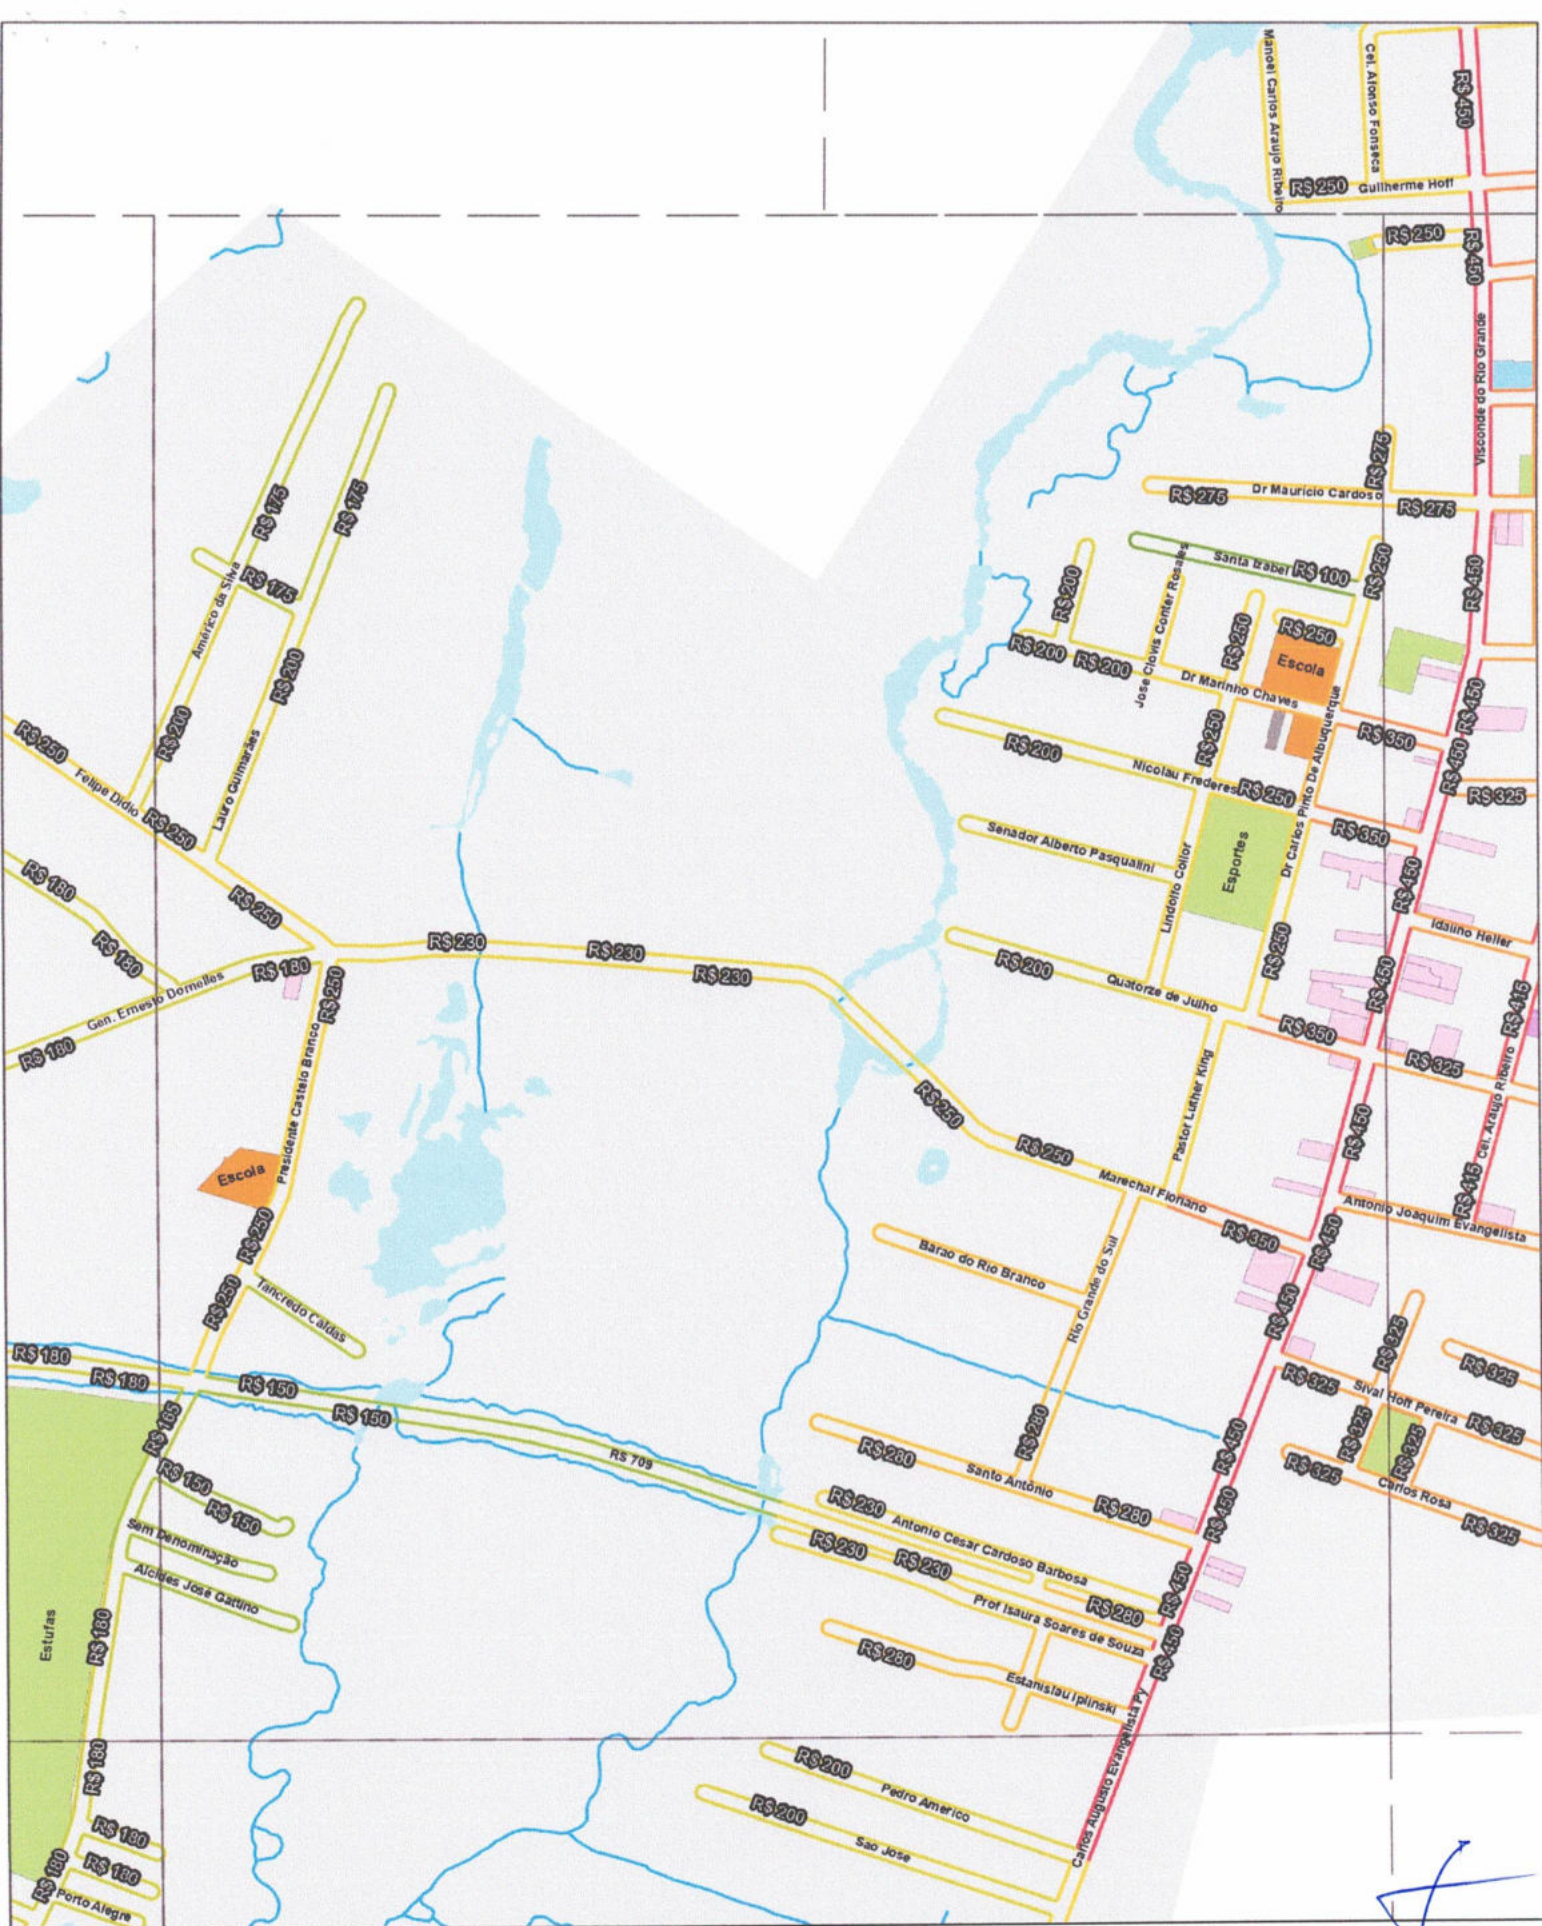 Manoel Carlos Araujo Ribeiro
Cel. Afonso Fonseca
R$ 450
R$ 250
Guilherme Hoff
R$ 250
R$ 450
Visconde do Rio Grande
R$ 175
R$ 175
R$ 275
R$ 275
Dr Mauricio Cardoso
R$ 275
R$ 175
Américo da Silva
R$ 200
Santa Izabel
R$ 100
R$ 250
R$ 450
Jose Clovis Conter Rosales
R$ 250
R$ 250
R$ 200
R$ 200
R$ 200
Escola
Dr Marinho Chaves
R$ 200
R$ 200
Lauro Guimarães
R$ 450
R$ 250
Felipe Didio
R$ 250
R$ 200
R$ 250
R$ 350
R$ 450
Nicolau Frederes
R$ 250
Dr Carlos Pinto De Albuquerque
R$ 325
R$ 350
Senador Alberto Pasqualini
Lindolfo Collor
Esportes
R$ 450
R$ 180
R$ 250
R$ 180
R$ 230
R$ 230
R$ 230
R$ 200
R$ 250
Idalino Heller
Quatorze de Julho
R$ 450
R$ 180
Gen. Ernesto Dornelles
R$ 180
R$ 250
R$ 350
R$ 325
R$ 415
Cel. Araujo Ribeiro
Presidente Castelo Branco
Pastor Luther King
R$ 250
R$ 250
R$ 450
Escola
Marechal Floriano
R$ 415
Antonio Joaquim Evangelista
R$ 250
R$ 350
R$ 450
Barao do Rio Branco
Rio Grande do Sul
R$ 250
Tancredo Caldas
R$ 450
R$ 325
R$ 325
R$ 180
R$ 180
R$ 150
R$ 150
R$ 325
Sival Hoff Pereira
R$ 325
R$ 185
R$ 280
R$ 450
R$ 325
R$ 325
RS 709
R$ 280
Santo Antônio
R$ 280
R$ 325
Carlos Rosa
R$ 325
R$ 150
R$ 150
R$ 450
R$ 230
Antonio Cesar Cardoso Barbosa
Sem Denominação
R$ 230
R$ 230
Alcides José Gattino
R$ 450
R$ 280
Prof Isaura Soares de Souza
Estufas
R$ 180
R$ 280
R$ 450
Estanislau Iplinski
R$ 180
R$ 200
Pedro Americo
Carlos Augusto Evangelista Py
R$ 200
Sao Jose
R$ 180
R$ 180
R$ 180
Porto Alegre